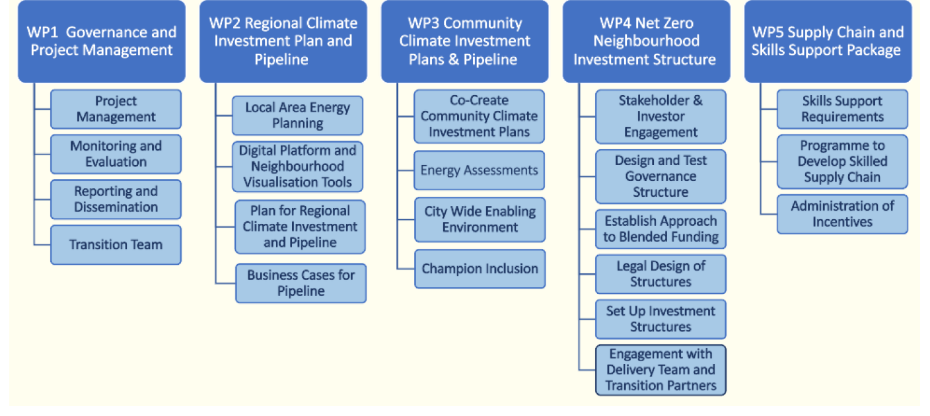 WP1  Governance and
Project Management
Project
Management
Monitoring and
Evaluation
Reporting and
Dissemination
Transition Team
WP2 Regional Climate
Investment Plan and
Pipeline
Local Area Energy
Planning
Digital Platform and
Neighbourhood
Visualisation Tools
Plan for Regional
Climate Investment
and Pipeline
Business Cases for
Pipeline
WP3 Community
Climate Investment
Plans & Pipeline
Co-Create
Community Climate
Investment Plans
Energy Assessments
City Wide Enabling
Environment
Champion Inclusion
WP4 Net Zero
Neighbourhood
Investment Structure
Stakeholder &
Investor
Engagement
Design and Test
Governance
Structure
Establish Approach
to Blended Funding
Legal Design of
Structures
Set Up Investment
Structures
Engagement with
Delivery Team and
Transition Partners
WP5 Supply Chain and
Skills Support Package
Skills Support
Requirements
Programme to
Develop Skilled
Supply Chain
Administration of
Incentives